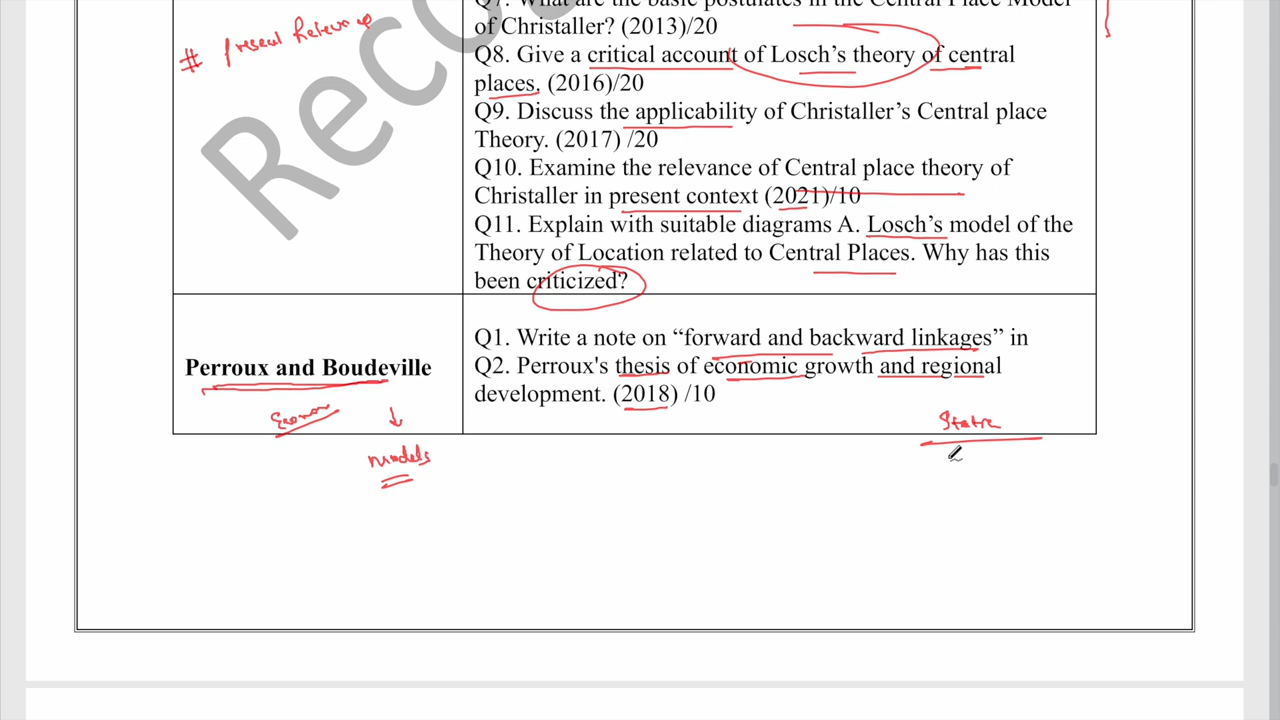 Q7. What are the basic postulates in the Central Place Model
of Christaller? (2013)/20
# present Relevance
Q8. Give a critical account of Losch's theory of central
places. (2016)/20
Q9. Discuss the applicability of Christaller's Central place
Theory. (2017) /20
Q10. Examine the relevance of Central place theory of
Christaller in present context (2021)/10
Q11. Explain with suitable diagrams A. Losch's model of the
Theory of Location related to Central Places. Why has this
been criticized?
Reco
Perroux and Boudeville
models
Q1. Write a note on “forward and backward linkages” in
Q2. Perroux's thesis of economic growth and regional
development. (2018) /10